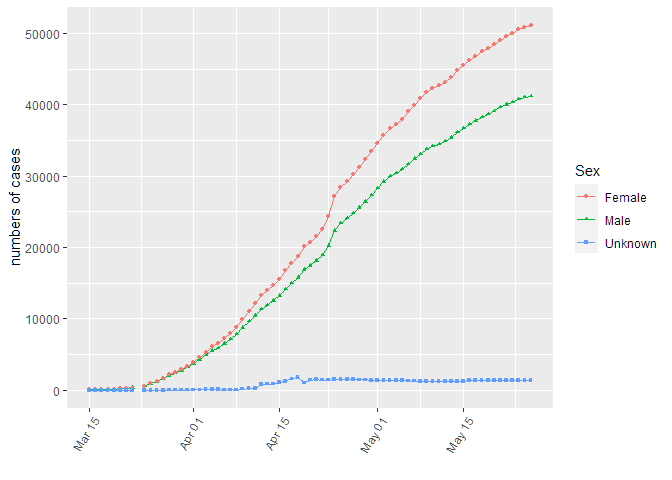 50000
40000
30000
20000
10000
0
numbers of cases
Mar 15
Apr 01
Apr 15
May 01
May 15
Sex
Female
Male
Unknown